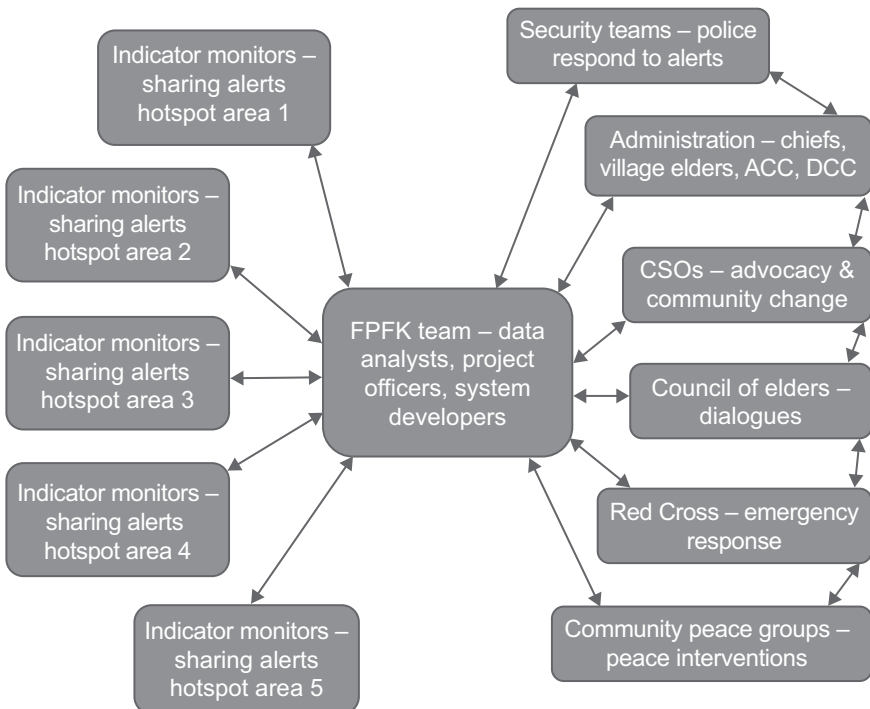 Indicator monitors –
sharing alerts
hotspot area 1
Indicator monitors –
sharing alerts
hotspot area 2
Indicator monitors –
sharing alerts
hotspot area 3
Indicator monitors –
sharing alerts
hotspot area 4
Indicator monitors –
sharing alerts
hotspot area 5
FPFK team – data
analysts, project
officers, system
developers
Security teams – police
respond to alerts
Administration – chiefs,
village elders, ACC, DCC
CSOs – advocacy &
community change
Council of elders –
dialogues
Red Cross – emergency
response
Community peace groups –
peace interventions